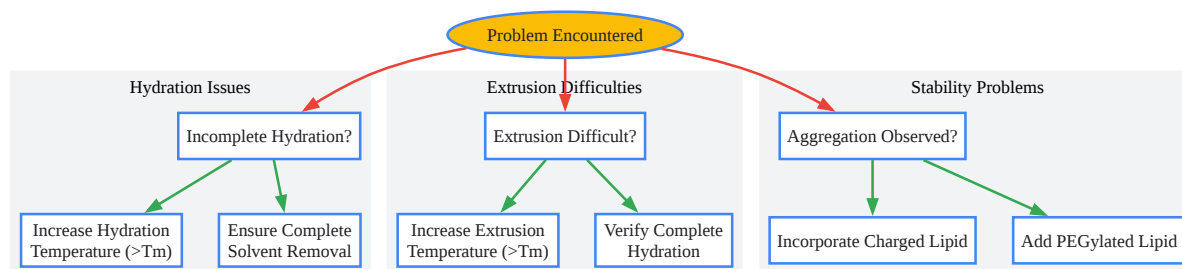 Problem Encountered
Hydration Issues
Extrusion Difficulties
Stability Problems
Incomplete Hydration?
Extrusion Difficult?
Aggregation Observed?
Increase Hydration
Temperature (>Tm)
Ensure Complete
Solvent Removal
Increase Extrusion
Temperature (>Tm)
Verify Complete
Hydration
Incorporate Charged Lipid
Add PEGylated Lipid